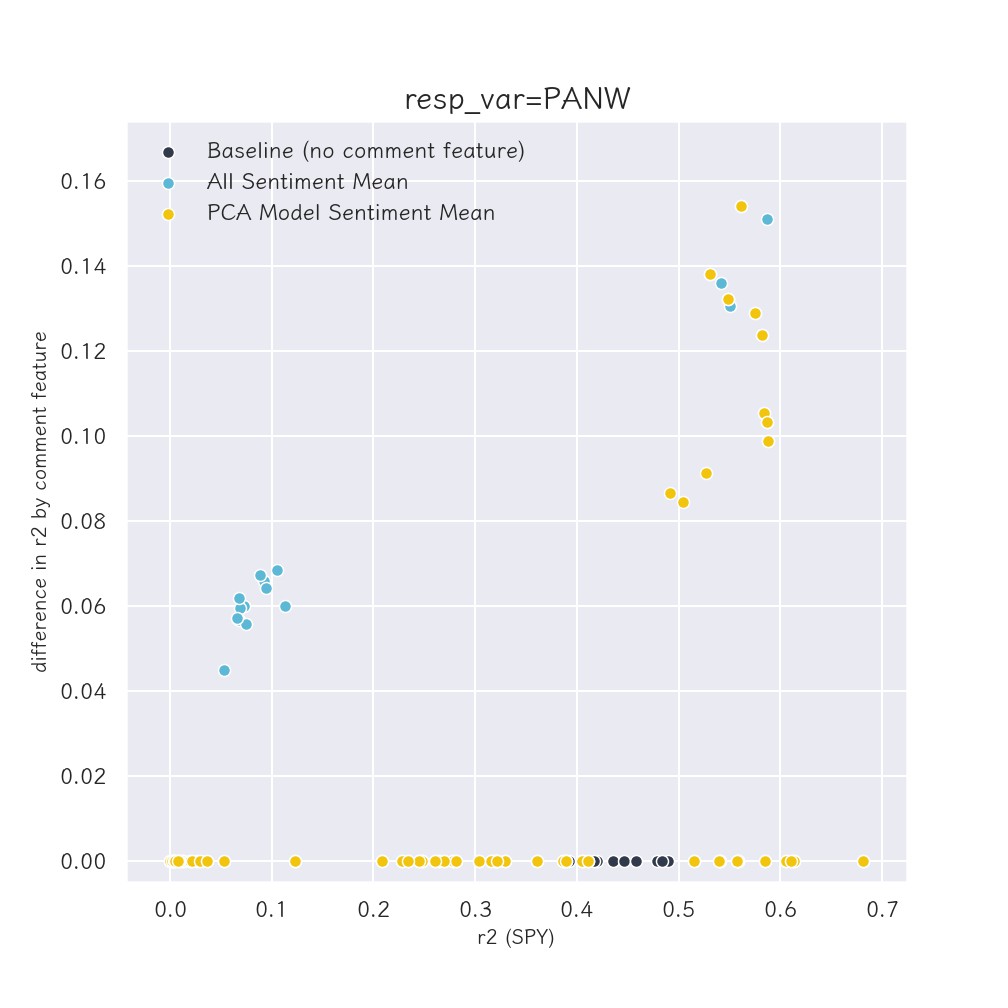 resp_var=PANW
Baseline (no comment feature)
All Sentiment Mean
PCA Model Sentiment Mean
difference in r2 by comment feature
0.16
0.14
0.12
0.10
0.08
0.06
0.04
0.02
0.00
0.0 0.1 0.2 0.3 0.4 0.5 0.6 0.7
r2 (SPY)